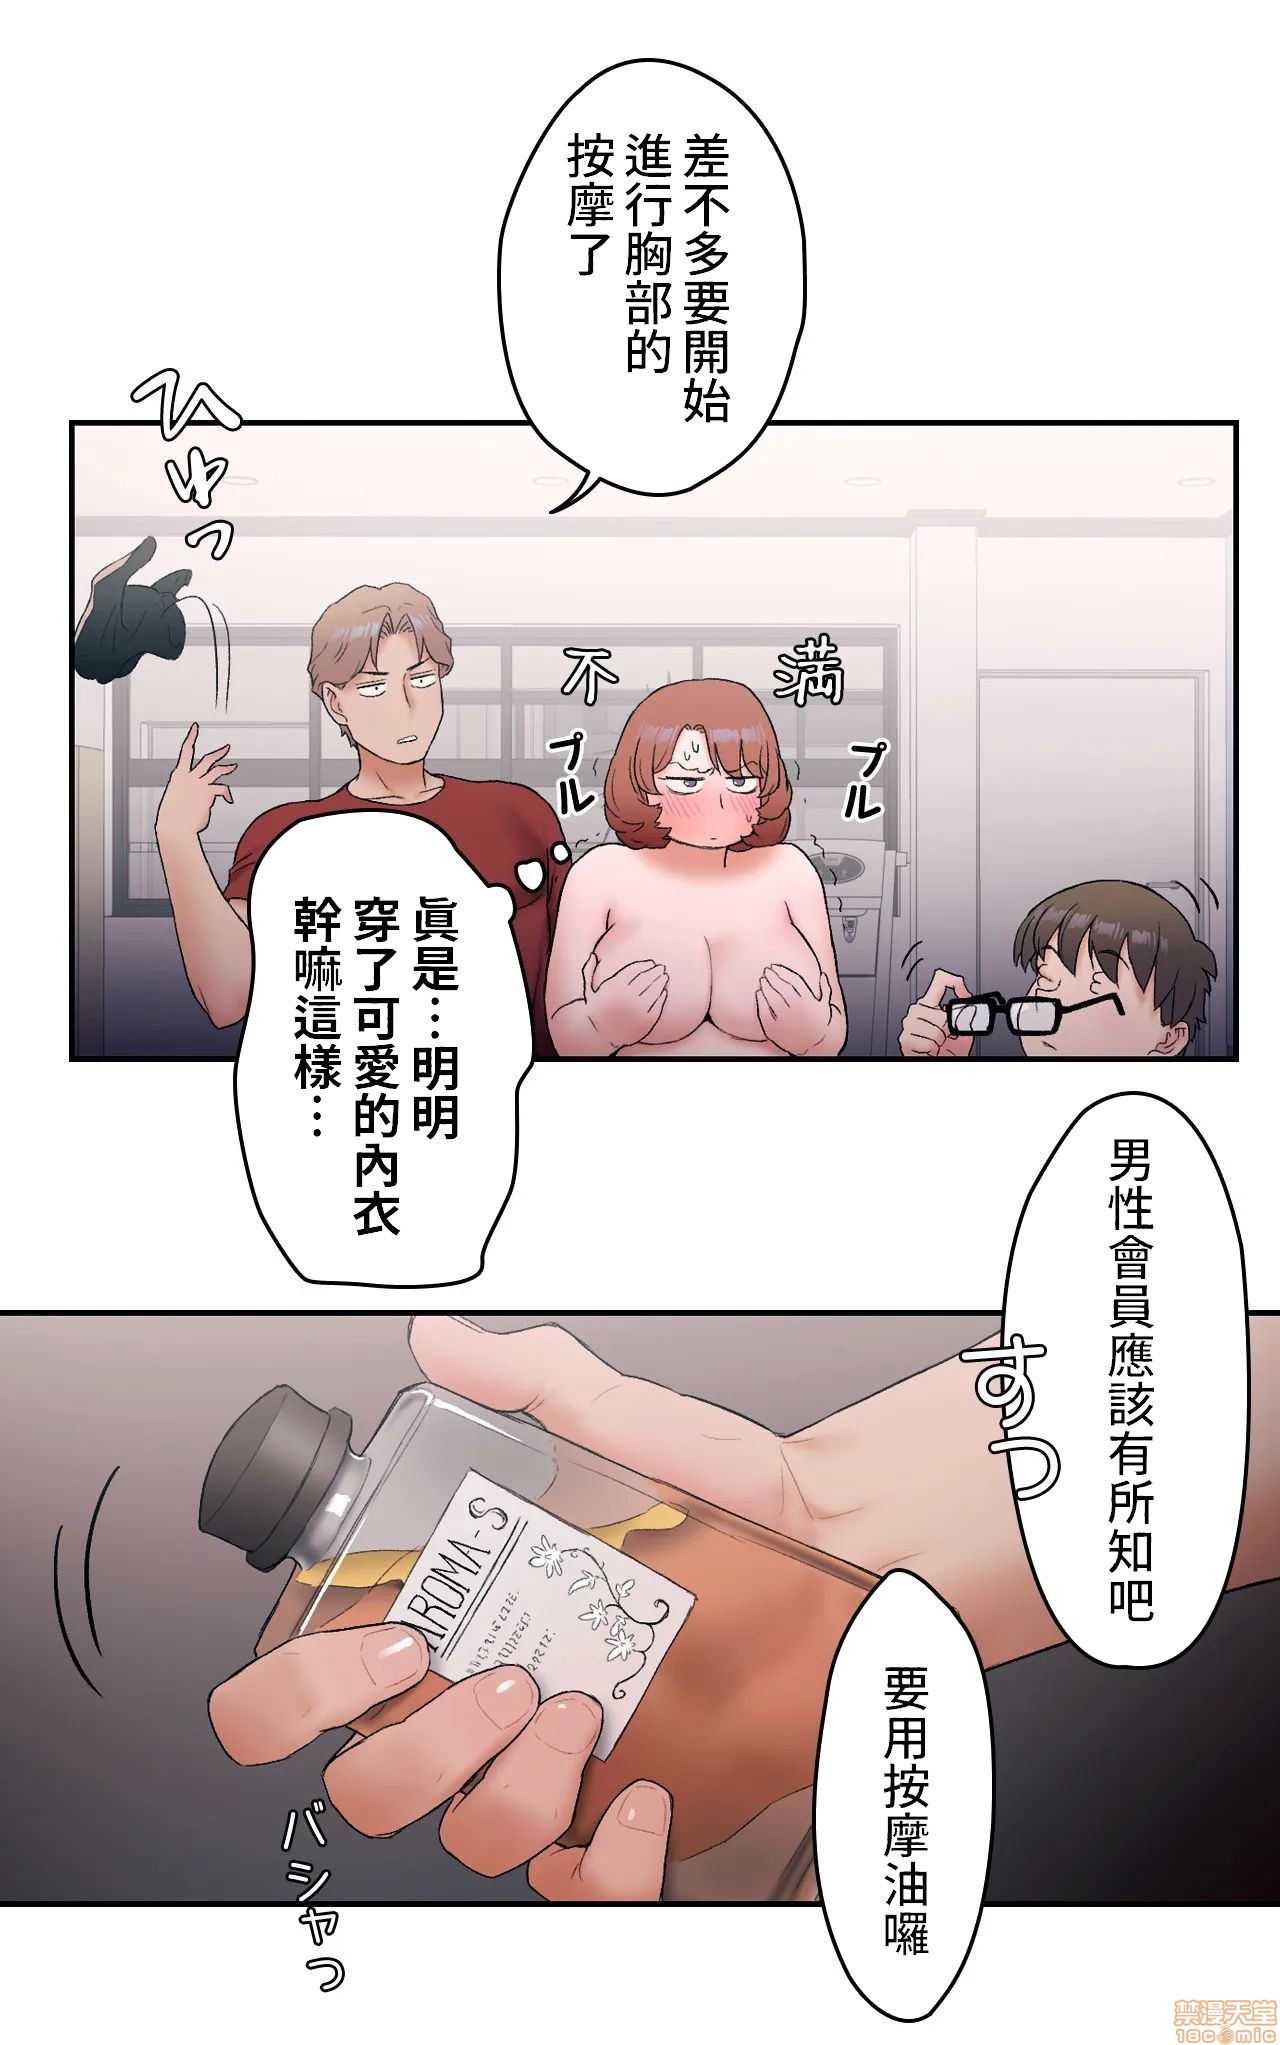 差不多要開始
進行胸部的
按摩了
ひゅっ
不満
プル
プル
眞是…明明
穿了可愛的內衣
幹嘛這樣…
男性會員應該有所知吧
すっ
AROMA-S
要用按摩油囉
バシャっ
禁漫天堂
18comic